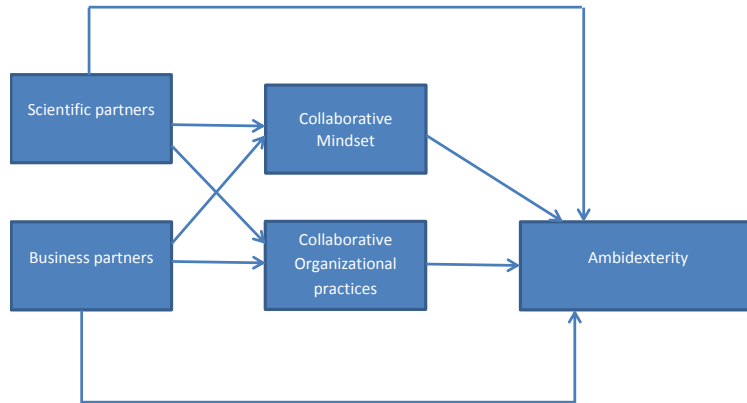 Scientific partners
Collaborative
Mindset
Business partners
Collaborative
Organizational
practices
Ambidexterity